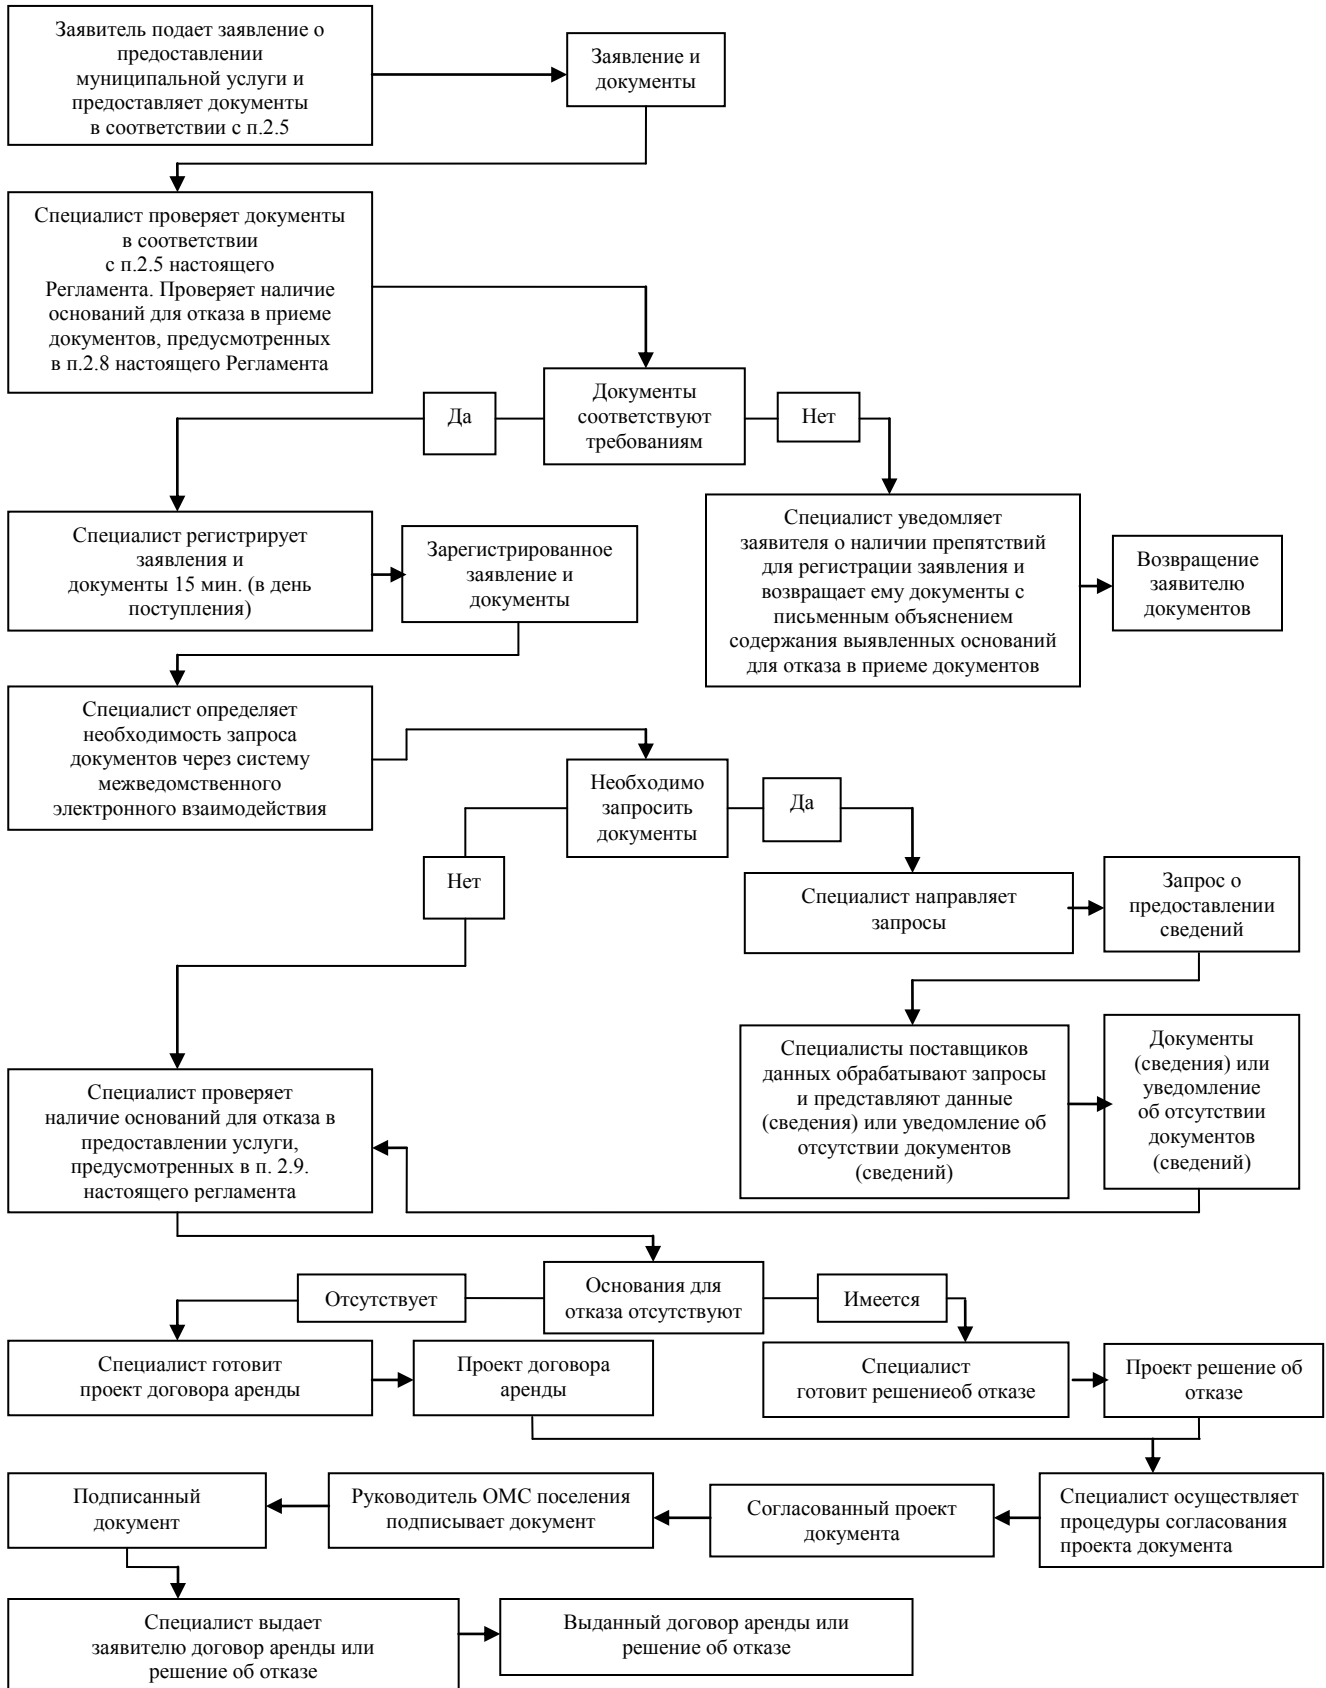 Заявитель подает заявление о
предоставлении
муниципальной услуги и
предоставляет документы
в соответствии с п.2.5
Заявление и
документы
Специалист проверяет документы
в соответствии
с п.2.5 настоящего
Регламента. Проверяет наличие
оснований для отказа в приеме
документов, предусмотренных
в п.2.8 настоящего Регламента
Документы
соответствуют
требованиям
Да
Нет
Специалист регистрирует
заявления и
документы 15 мин. (в день
поступления)
Зарегистрированное
заявление и
документы
Специалист уведомляет
заявителя о наличии препятствий
для регистрации заявления и
возвращает ему документы с
письменным объяснением
содержания выявленных оснований
для отказа в приеме документов
Возвращение
заявителю
документов
Специалист определяет
необходимость запроса
документов через систему
межведомственного
электронного взаимодействия
Необходимо
запросить
документы
Да
Нет
Специалист направляет
запросы
Запрос о
предоставлении
сведений
Специалисты поставщиков
данных обрабатывают запросы
и представляют данные
(сведения) или уведомление об
отсутствии документов
(сведений)
Документы
(сведения) или
уведомление
об отсутствии
документов
(сведений)
Специалист проверяет
наличие оснований для отказа в
предоставлении услуги,
предусмотренных в п. 2.9.
настоящего регламента
Основания для
отказа отсутствуют
Отсутствует
Имеется
Специалист готовит
проект договора аренды
Проект договора
аренды
Специалист
готовит решениеоб отказе
Проект решение об
отказе
Специалист осуществляет
процедуры согласования
проекта документа
Согласованный проект
документа
Руководитель ОМС поселения
подписывает документ
Подписанный
документ
Специалист выдает
заявителю договор аренды или
решение об отказе
Выданный договор аренды или
решение об отказе